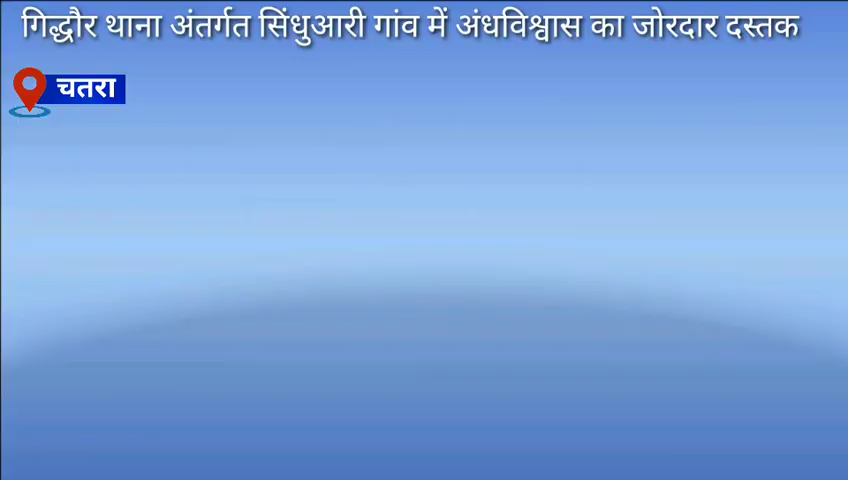 गिद्धौर थाना अंतर्गत सिंधुआरी गांव में अंधविश्वास का जोरदार दस्तक
चतरा